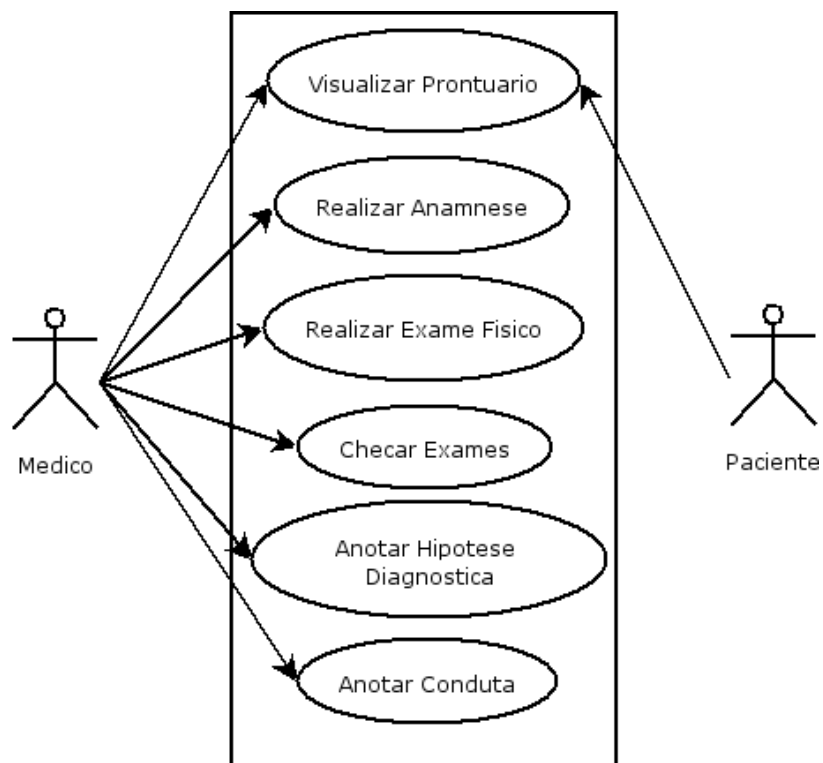 Visualizar Prontuario
Realizar Anamnese
Realizar Exame Fisico
Medico
Checar Exames
Paciente
Anotar Hipotese
Diagnostica
Anotar Conduta